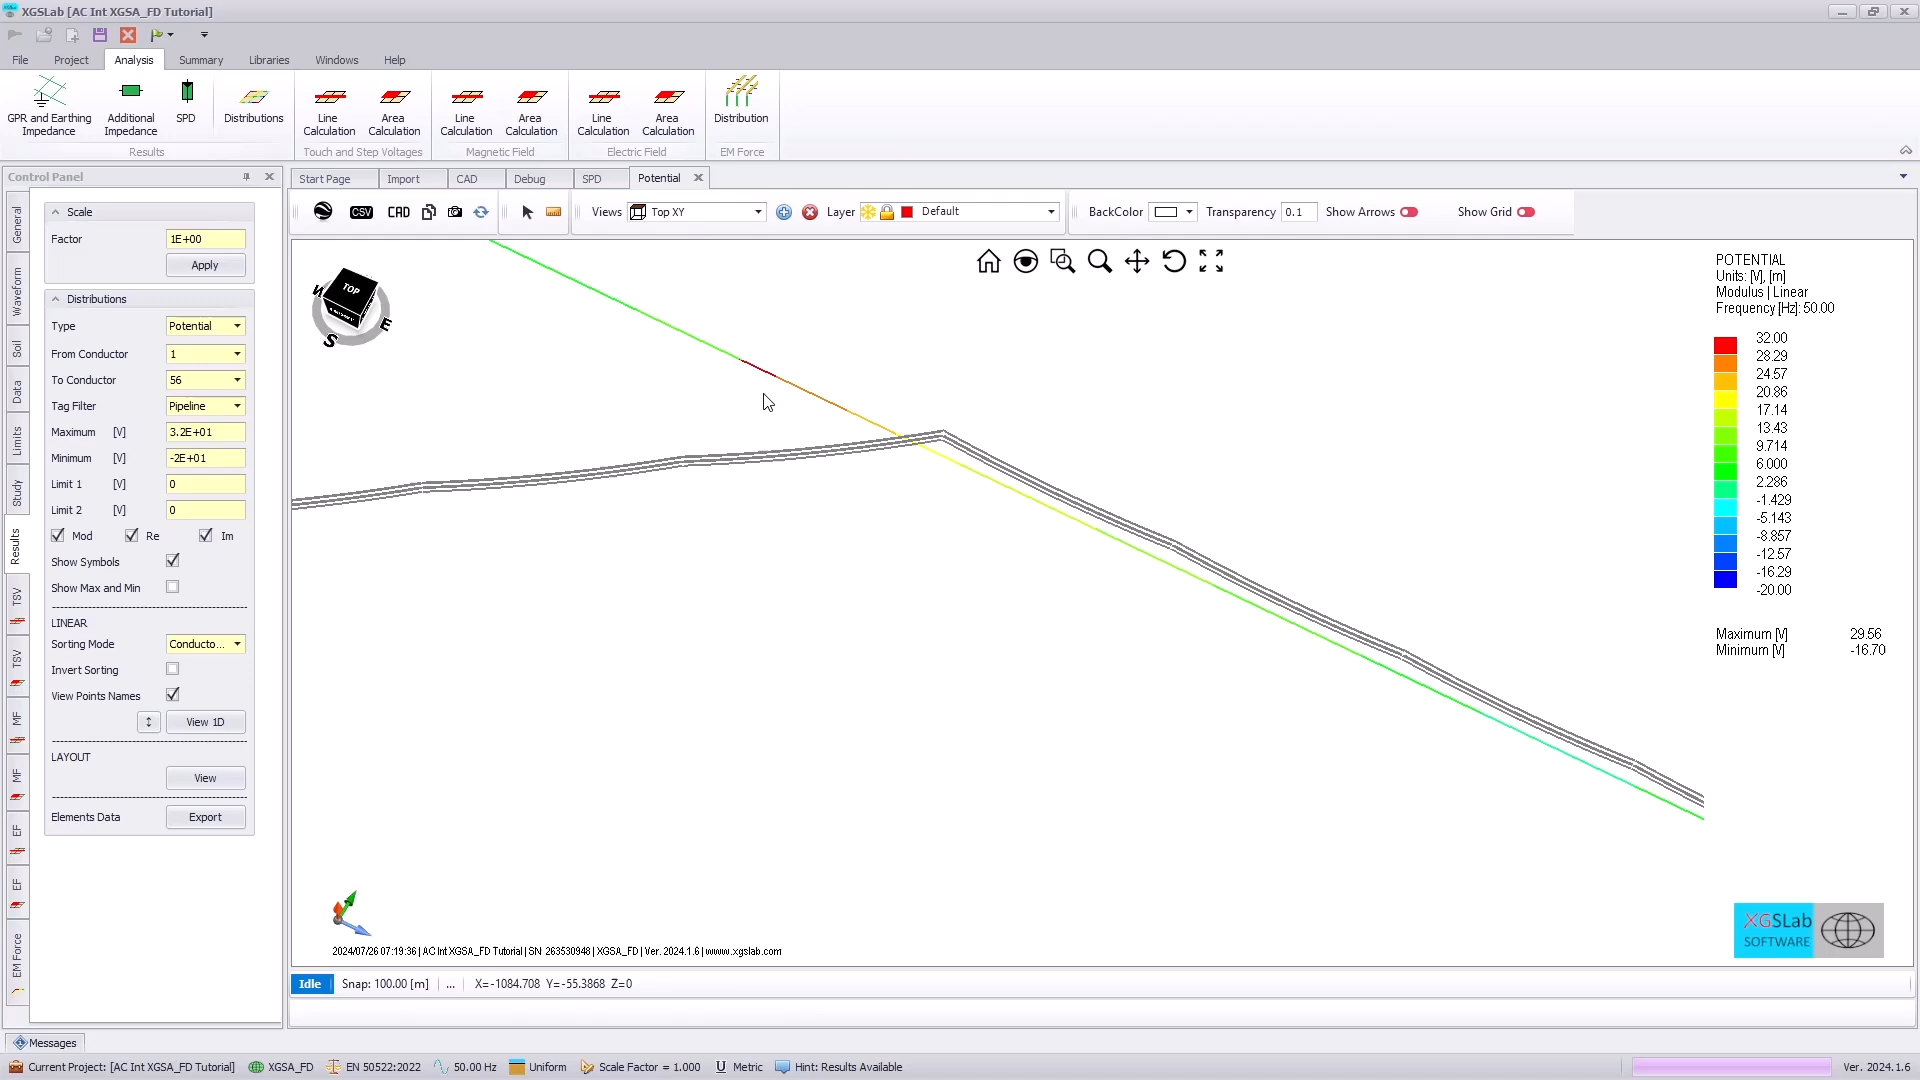 XGSLab [AC Int XGSA_FD Tutorial]
File Project Analysis Summary Libraries Windows Help
GPR and Earthing Impedance
Additional Impedance
SPD
Distributions
Line Calculation
Area Calculation
Line Calculation
Area Calculation
Line Calculation
Area Calculation
Distribution
Results
Touch and Step Voltages
Magnetic Field
Electric Field
EM Force
Control Panel
Start Page
Import
CAD
Debug
SPD
Potential
CSV
CAD
Views
Top XY
Layer
Default
BackColor
Transparency 0.1
Show Arrows
Show Grid
General
Waveform
Soil
Data
Limits
Study
Results
TSV
TSV
MF
MF
EF
EF
EM Force
Scale
Factor 1E+00
Apply
Distributions
Type Potential
From Conductor 1
To Conductor 56
Tag Filter Pipeline
Maximum [V] 3.2E+01
Minimum [V] -2E+01
Limit 1 [V] 0
Limit 2 [V] 0
Mod Re Im
Show Symbols
Show Max and Min
LINEAR
Sorting Mode Conducto...
Invert Sorting
View Points Names
View 1D
LAYOUT
View
Elements Data Export
TOP
S
E
POTENTIAL
Units: [V], [m]
Modulus | Linear
Frequency [Hz]: 50.00
32.00
28.29
24.57
20.86
17.14
13.43
9.714
6.000
2.286
-1.429
-5.143
-8.857
-12.57
-16.29
-20.00
Maximum [V] 29.56
Minimum [V] -16.70
2024/07/26 07:19:36 | AC Int XGSA_FD Tutorial | SN 263530948 | XGSA_FD | Ver. 2024.1.6 | www.xgslab.com
XGSLab
SOFTWARE
Idle Snap: 100.00 [m] ... X=-1084.708 Y=-55.3868 Z=0
Messages
Current Project: [AC Int XGSA_FD Tutorial] XGSA_FD EN 50522:2022 50.00 Hz Uniform Scale Factor = 1.000 U Metric Hint: Results Available Ver. 2024.1.6